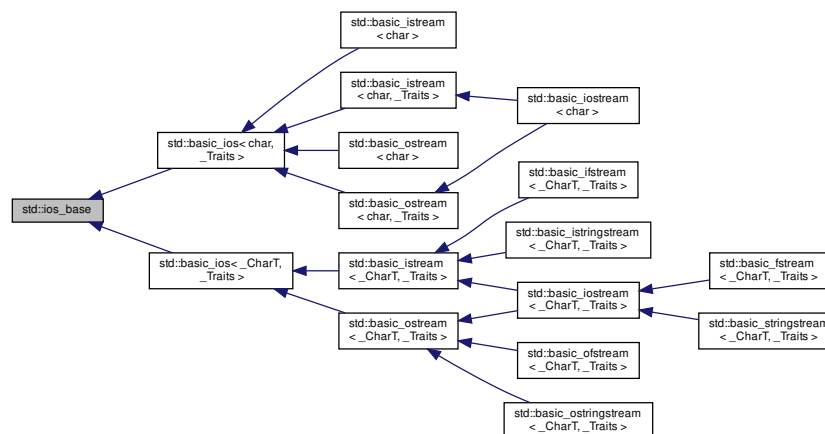 std::basic_istream
< char >
std::basic_istream
< char, _Traits >
std::basic_iostream
< char >
std::basic_ios< char,
_Traits >
std::basic_ostream
< char >
std::basic_ifstream
< _CharT, _Traits >
std::basic_ostream
< char, _Traits >
std::ios_base
std::basic_istringstream
< _CharT, _Traits >
std::basic_ios< _CharT,
_Traits >
std::basic_istream
< _CharT, _Traits >
std::basic_fstream
< _CharT, _Traits >
std::basic_iostream
< _CharT, _Traits >
std::basic_ostream
< _CharT, _Traits >
std::basic_stringstream
< _CharT, _Traits >
std::basic_ofstream
< _CharT, _Traits >
std::basic_ostringstream
< _CharT, _Traits >